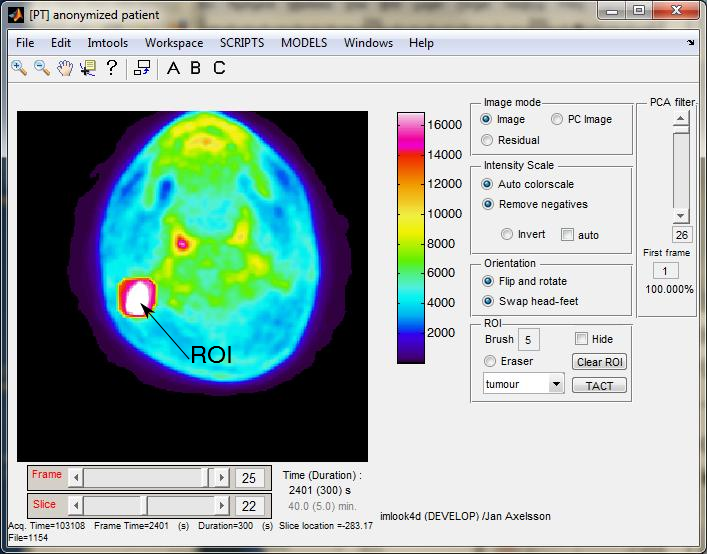 [PT] anonymized patient
File Edit Imtools Workspace SCRIPTS MODELS Windows Help
? A B C
Image mode
Image PC Image
Residual
PCA filter
26
First frame
1
100.000%
Intensity Scale
Auto colorscale
Remove negatives
Invert auto
Orientation
Flip and rotate
Swap head-feet
ROI
Brush 5 Hide
Eraser Clear ROI
tumour TACT
16000
14000
12000
10000
8000
6000
4000
2000
ROI
Frame 25
Slice 22
Time (Duration) :
2401 (300) s
40.0 (5.0) min.
imlook4d (DEVELOP) /Jan Axelsson
Acq. Time=103108 Frame Time=2401 (s) Duration=300 (s) Slice location =-283.17
File=1154